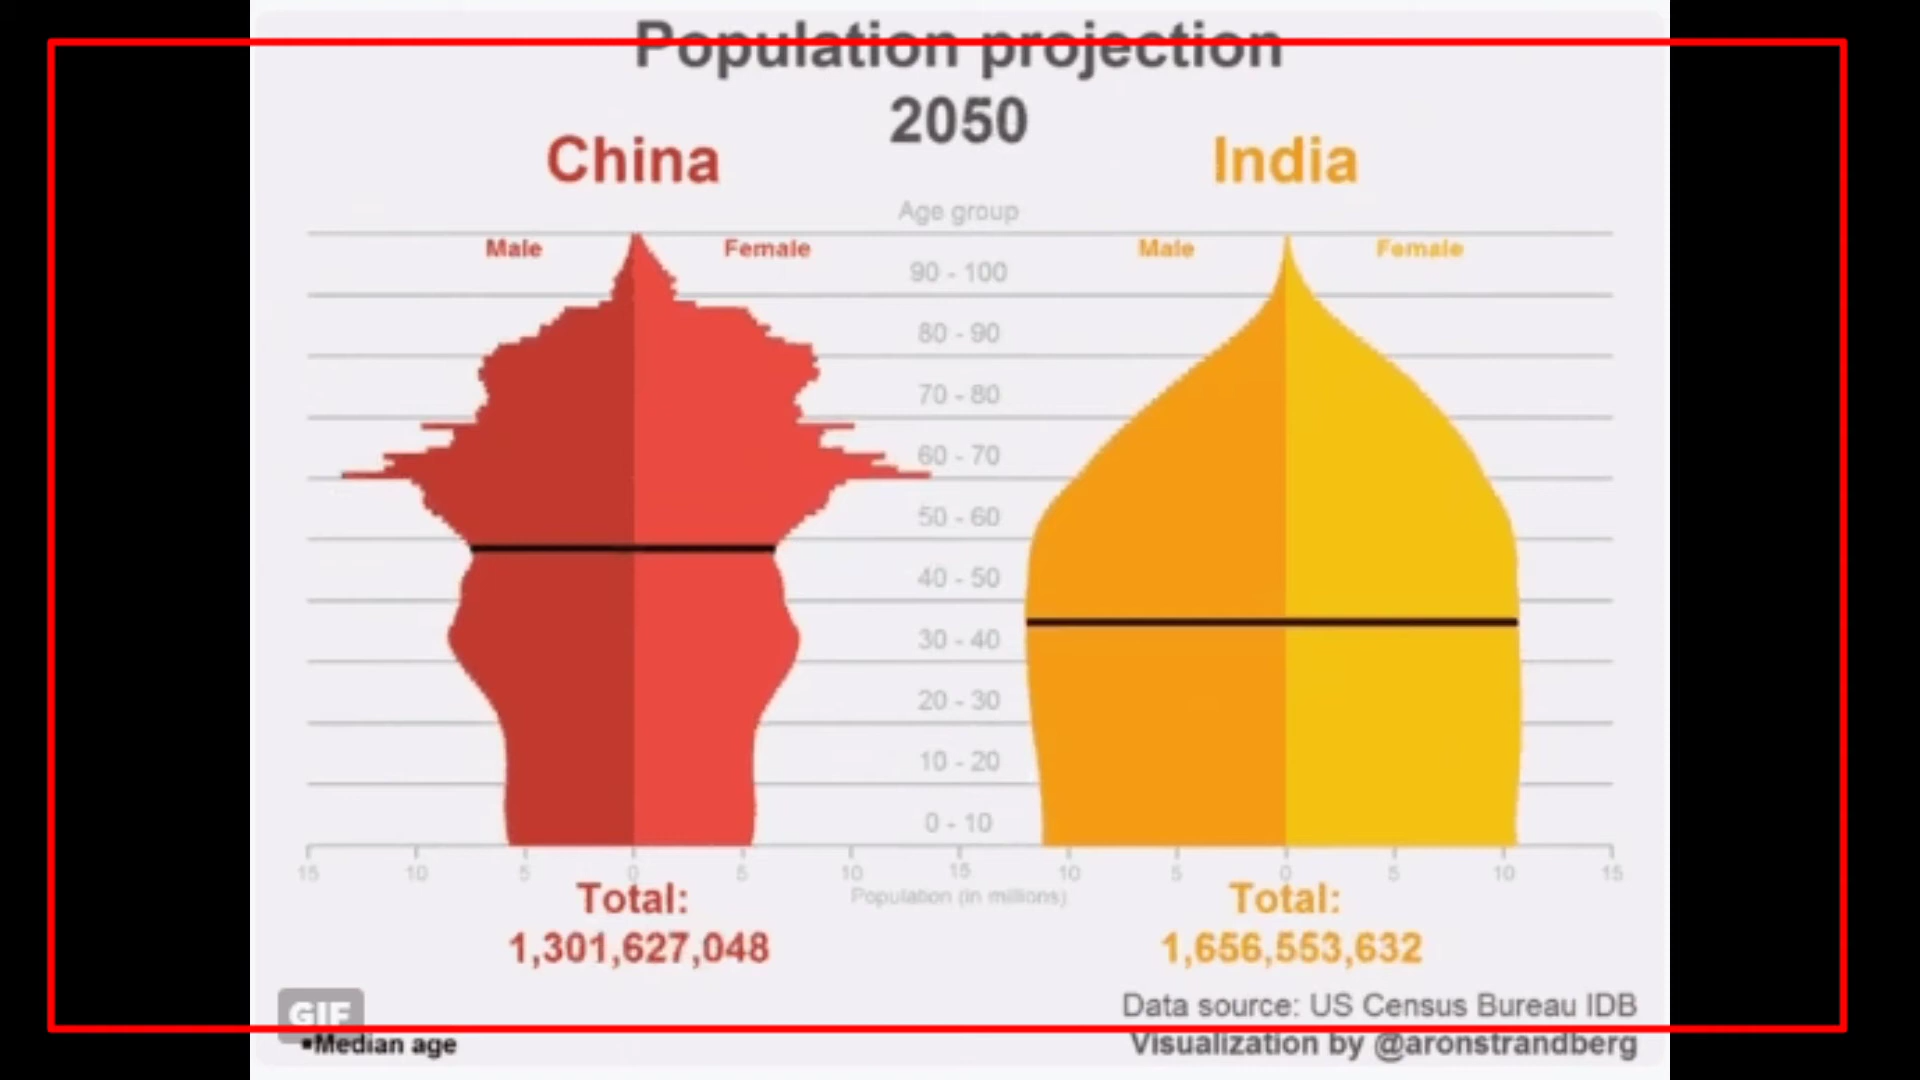 Population projection
2050
China
India
Age group
Male
Female
Male
Female
90 - 100
80 - 90
70 - 80
60 - 70
50 - 60
40 - 50
30 - 40
20 - 30
10 - 20
0 - 10
15 10 5 0 5 10 15 10 5 0 5 10 15
Population (in millions)
Total:
1,301,627,048
Total:
1,656,553,632
GIF
Data source: US Census Bureau IDB
▪Median age
Visualization by @aronstrandberg